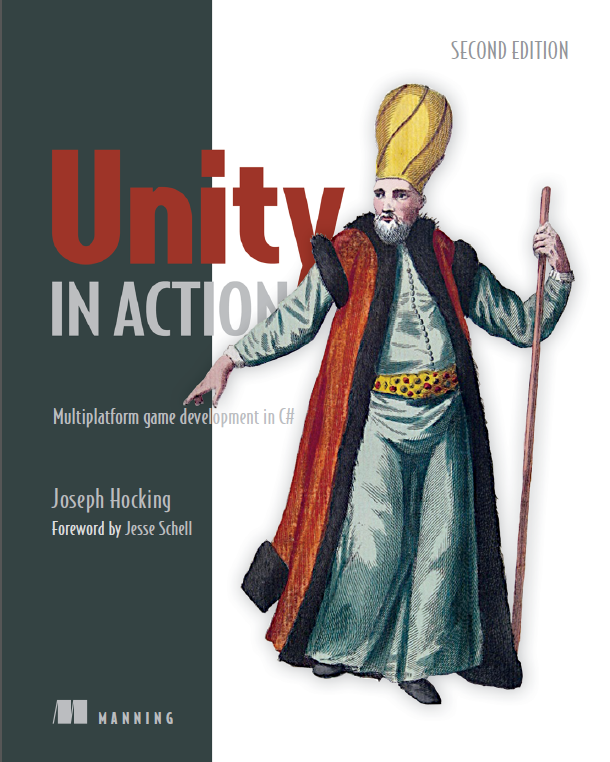 SECOND EDITION
Unity
IN ACTION
Multiplatform game development in C#
Joseph Hocking
Foreword by Jesse Schell
MANNING